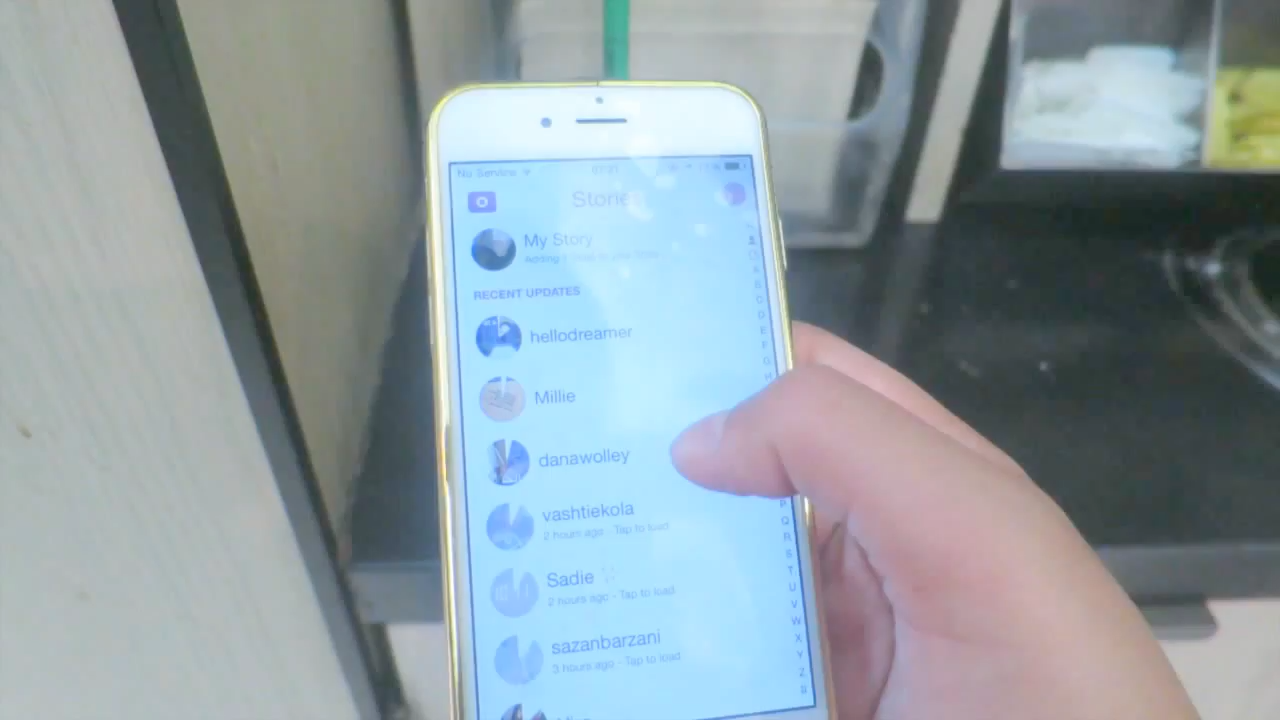 No Service
Stories
My Story
RECENT UPDATES
hellodreamer
Millie
danawolley
vashtiekola
2 hours ago - Tap to load
Sadie
2 hours ago - Tap to load
sazanbarzani
3 hours ago - Tap to load
A
B
C
D
E
F
G
H
P
Q
R
S
T
U
V
W
X
Y
Z
#